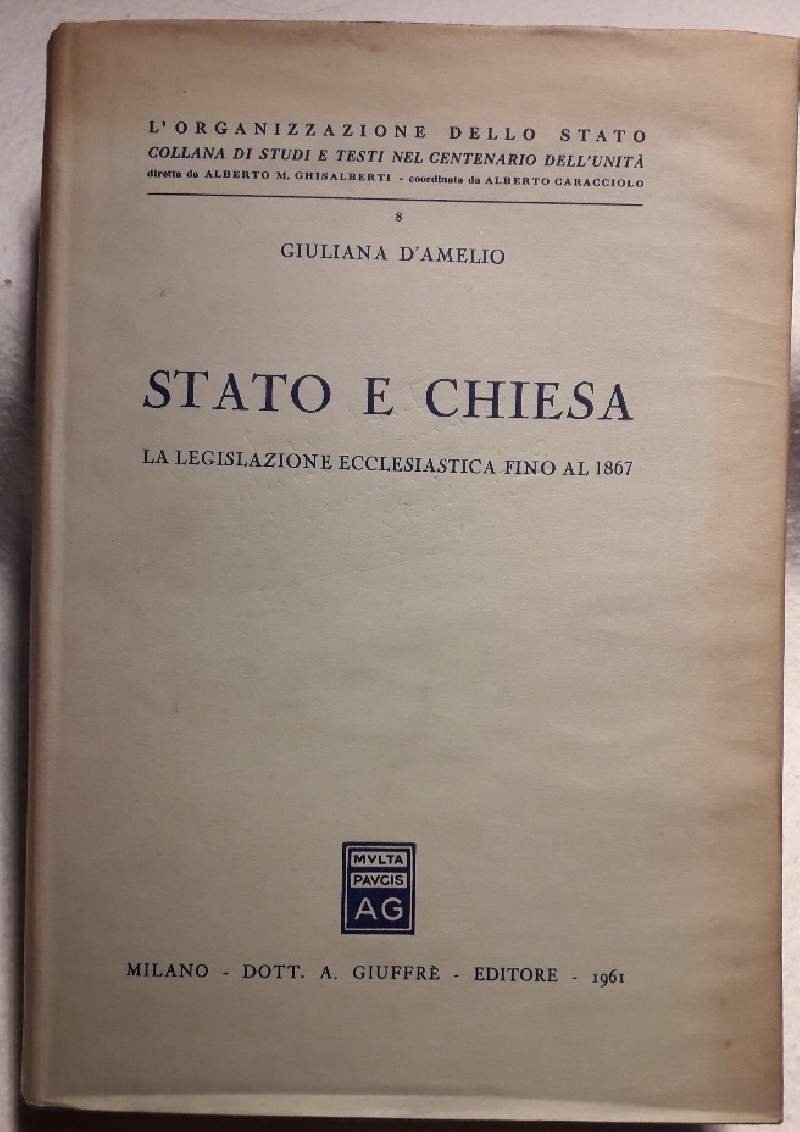 L'ORGANIZZAZIONE DELLO STATO
COLLANA DI STUDI E TESTI NEL CENTENARIO DELL'UNITÀ
diretta da ALBERTO M. GHISALBERTI - coordinata da ALBERTO CARACCIOLO
8
GIULIANA D'AMELIO
STATO E CHIESA
LA LEGISLAZIONE ECCLESIASTICA FINO AL 1867
MVLTA
PAVCIS
AG
MILANO - DOTT. A. GIUFFRÈ - EDITORE - 1961